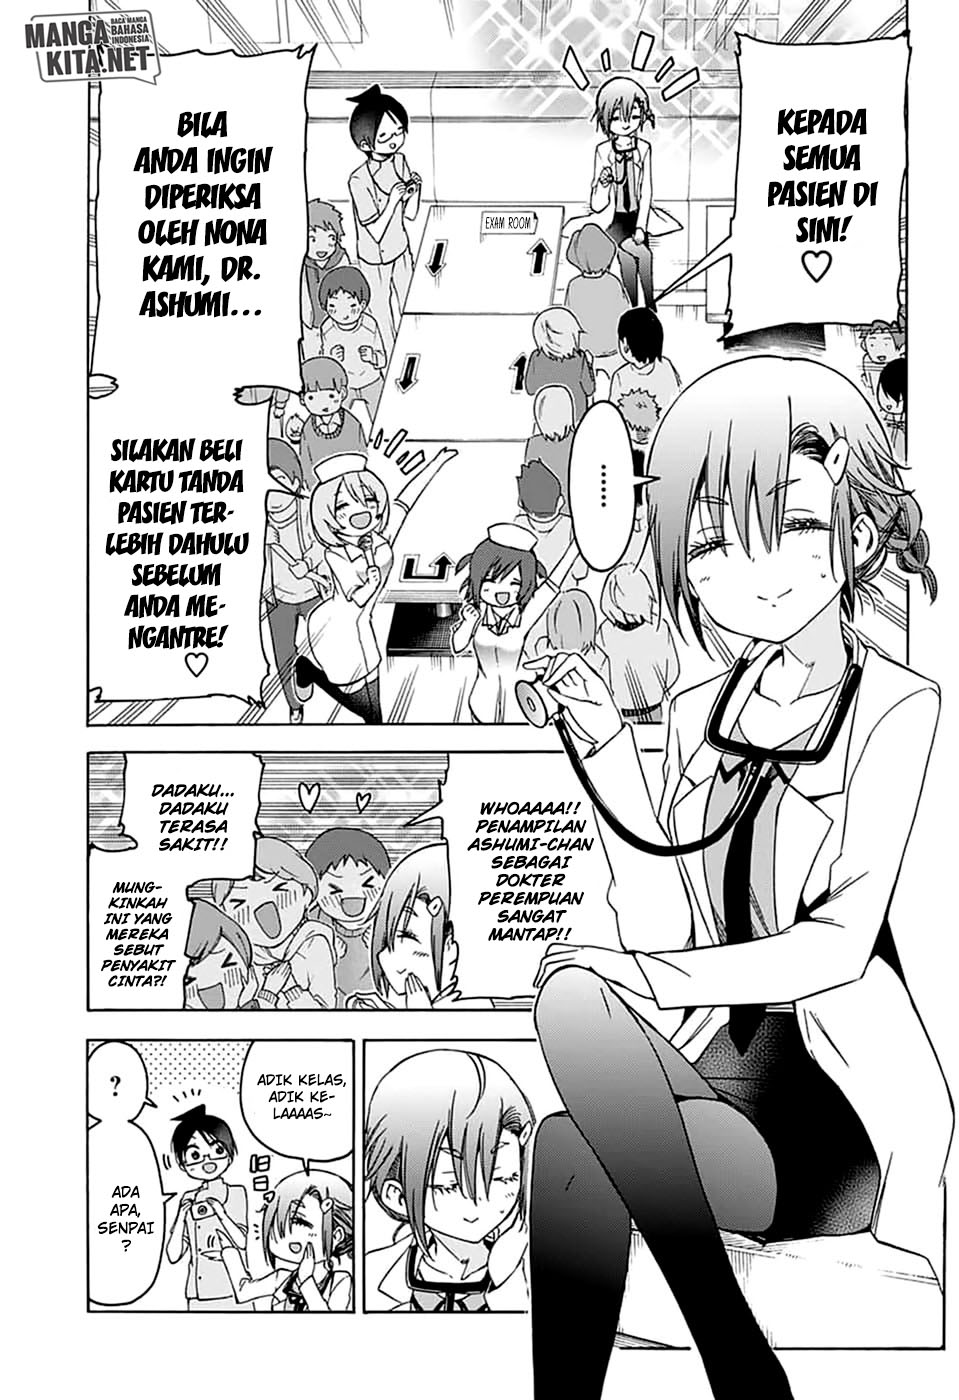 MANGA
KITA.NET
BACA MANGA
BAHASA
INDONESIA
KEPADA
SEMUA
PASIEN DI
SINI!
♡
BILA
ANDA INGIN
DIPERIKSA
OLEH NONA
KAMI, DR.
ASHUMI...
EXAM ROOM
SILAKAN BELI
KARTU TANDA
PASIEN TER-
LEBIH DAHULU
SEBELUM
ANDA ME-
NGANTRE!
♡
......
WHOAAAA!!
PENAMPILAN
ASHUMI-CHAN
SEBAGAI
DOKTER
PEREMPUAN
SANGAT
MANTAP!!
DADAKU...
DADAKU
TERASA
SAKIT!!
MUNG-
KINKAH
INI YANG
MEREKA
SEBUT
PENYAKIT
CINTA?!
ADIK KELAS,
ADIK KE-
LAAAAS~
?
ADA
APA,
SENPAI
?